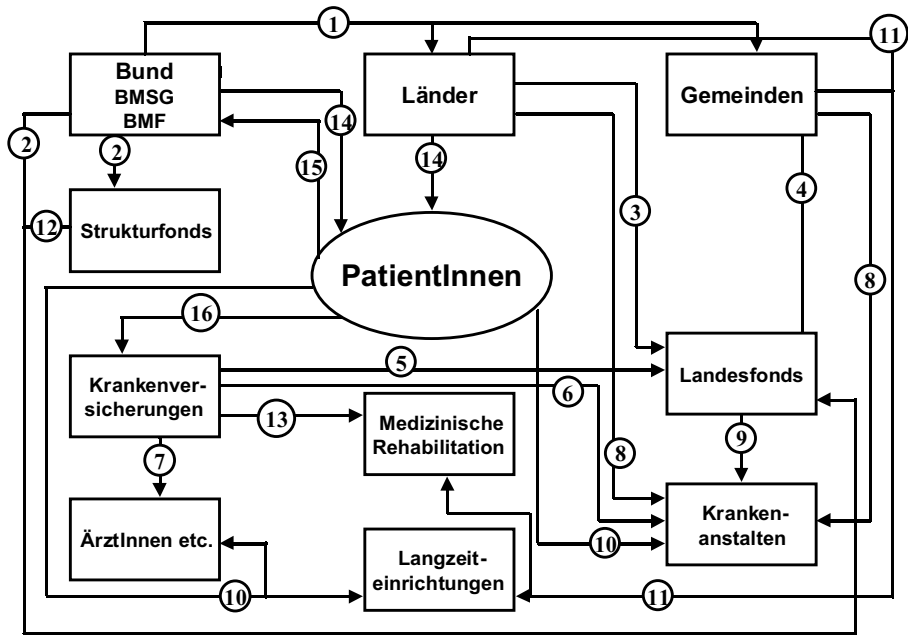 1
11
Bund
BMSG
BMF
Länder
Gemeinden
2
2
14
15
14
4
12
Strukturfonds
3
PatientInnen
8
16
5
6
Krankenver-
sicherungen
Landesfonds
13
Medizinische
Rehabilitation
7
8
9
ÄrztInnen etc.
Kranken-
anstalten
10
Langzeit-
einrichtungen
10
11